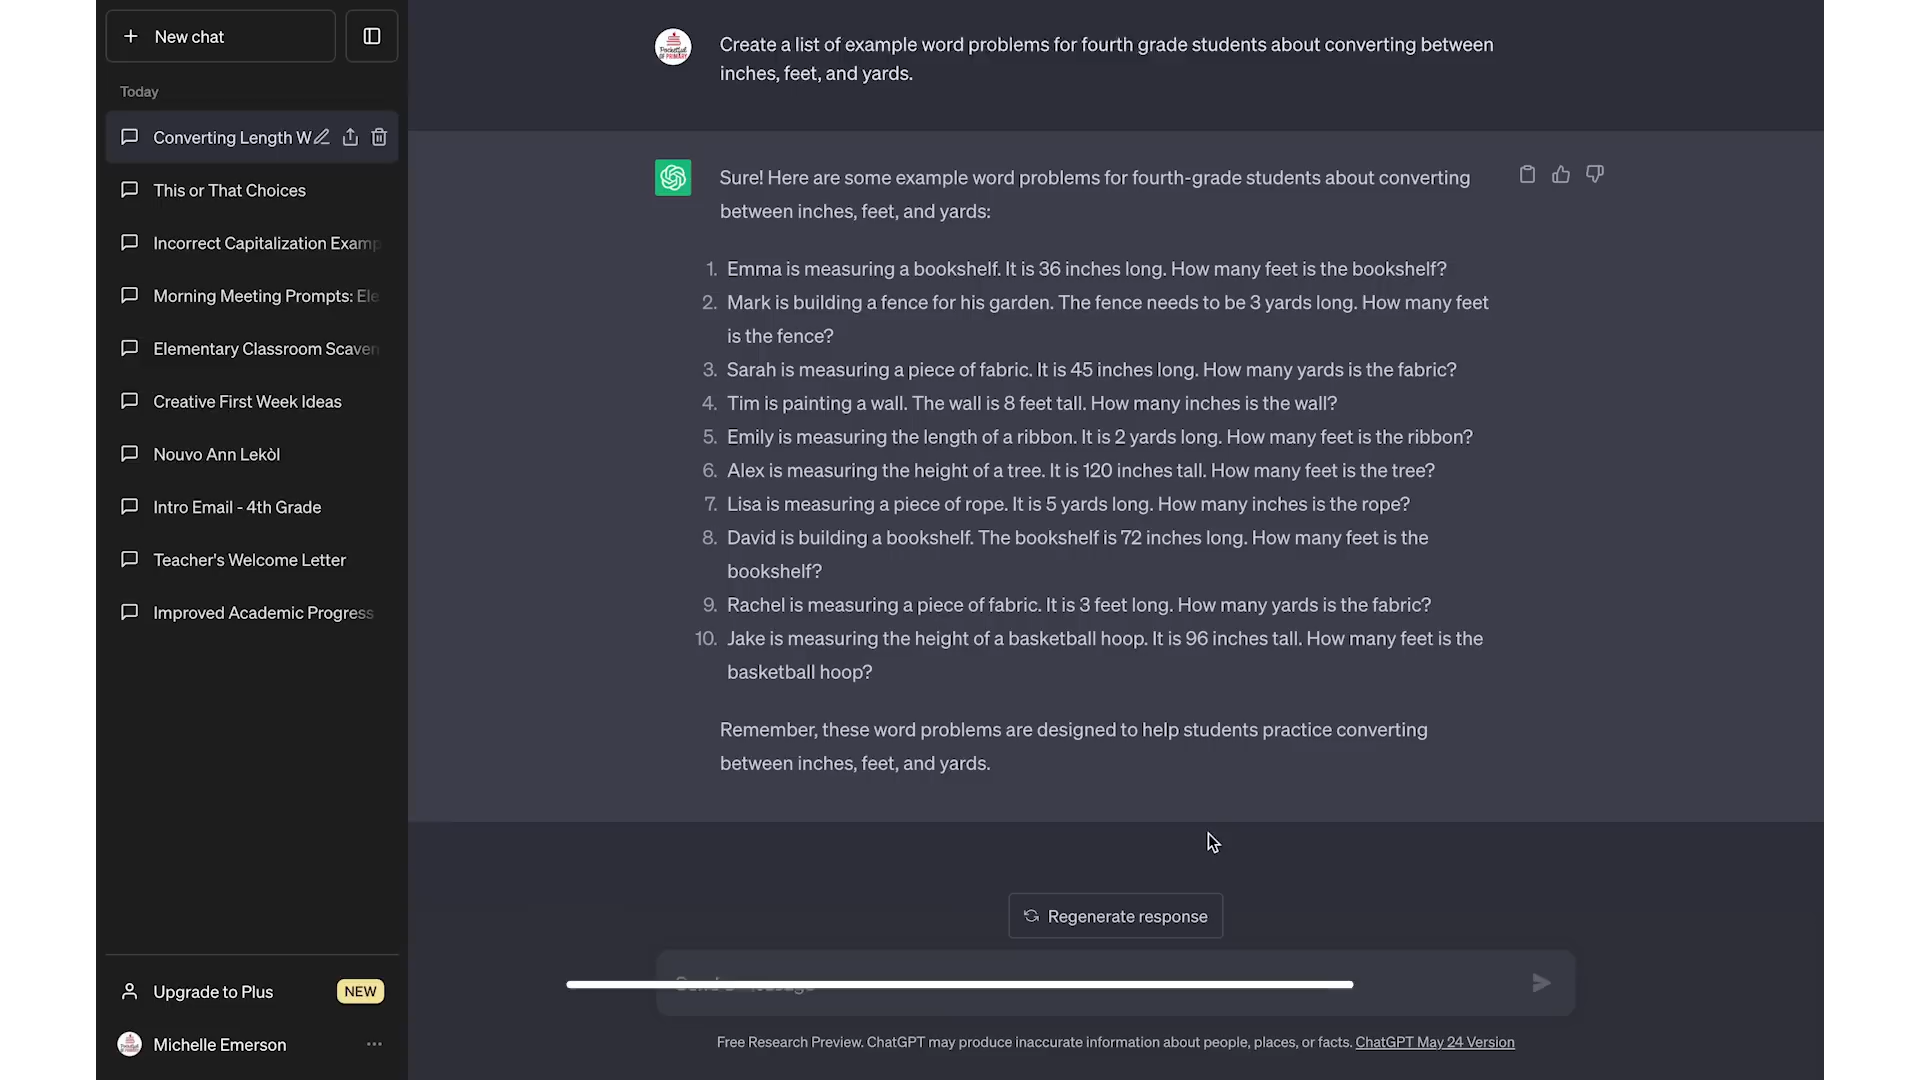 New chat
Today
Converting Length W
This or That Choices
Incorrect Capitalization Examp
Morning Meeting Prompts: Ele
Elementary Classroom Scaven
Creative First Week Ideas
Nouvo Ann Lekòl
Intro Email - 4th Grade
Teacher's Welcome Letter
Improved Academic Progress
Upgrade to Plus
NEW
Michelle Emerson
Create a list of example word problems for fourth grade students about converting between
inches, feet, and yards.
Sure! Here are some example word problems for fourth-grade students about converting
between inches, feet, and yards:
1. Emma is measuring a bookshelf. It is 36 inches long. How many feet is the bookshelf?
2. Mark is building a fence for his garden. The fence needs to be 3 yards long. How many feet
is the fence?
3. Sarah is measuring a piece of fabric. It is 45 inches long. How many yards is the fabric?
4. Tim is painting a wall. The wall is 8 feet tall. How many inches is the wall?
5. Emily is measuring the length of a ribbon. It is 2 yards long. How many feet is the ribbon?
6. Alex is measuring the height of a tree. It is 120 inches tall. How many feet is the tree?
7. Lisa is measuring a piece of rope. It is 5 yards long. How many inches is the rope?
8. David is building a bookshelf. The bookshelf is 72 inches long. How many feet is the
bookshelf?
9. Rachel is measuring a piece of fabric. It is 3 feet long. How many yards is the fabric?
10. Jake is measuring the height of a basketball hoop. It is 96 inches tall. How many feet is the
basketball hoop?
Remember, these word problems are designed to help students practice converting
between inches, feet, and yards.
Regenerate response
Free Research Preview. ChatGPT may produce inaccurate information about people, places, or facts. ChatGPT May 24 Version